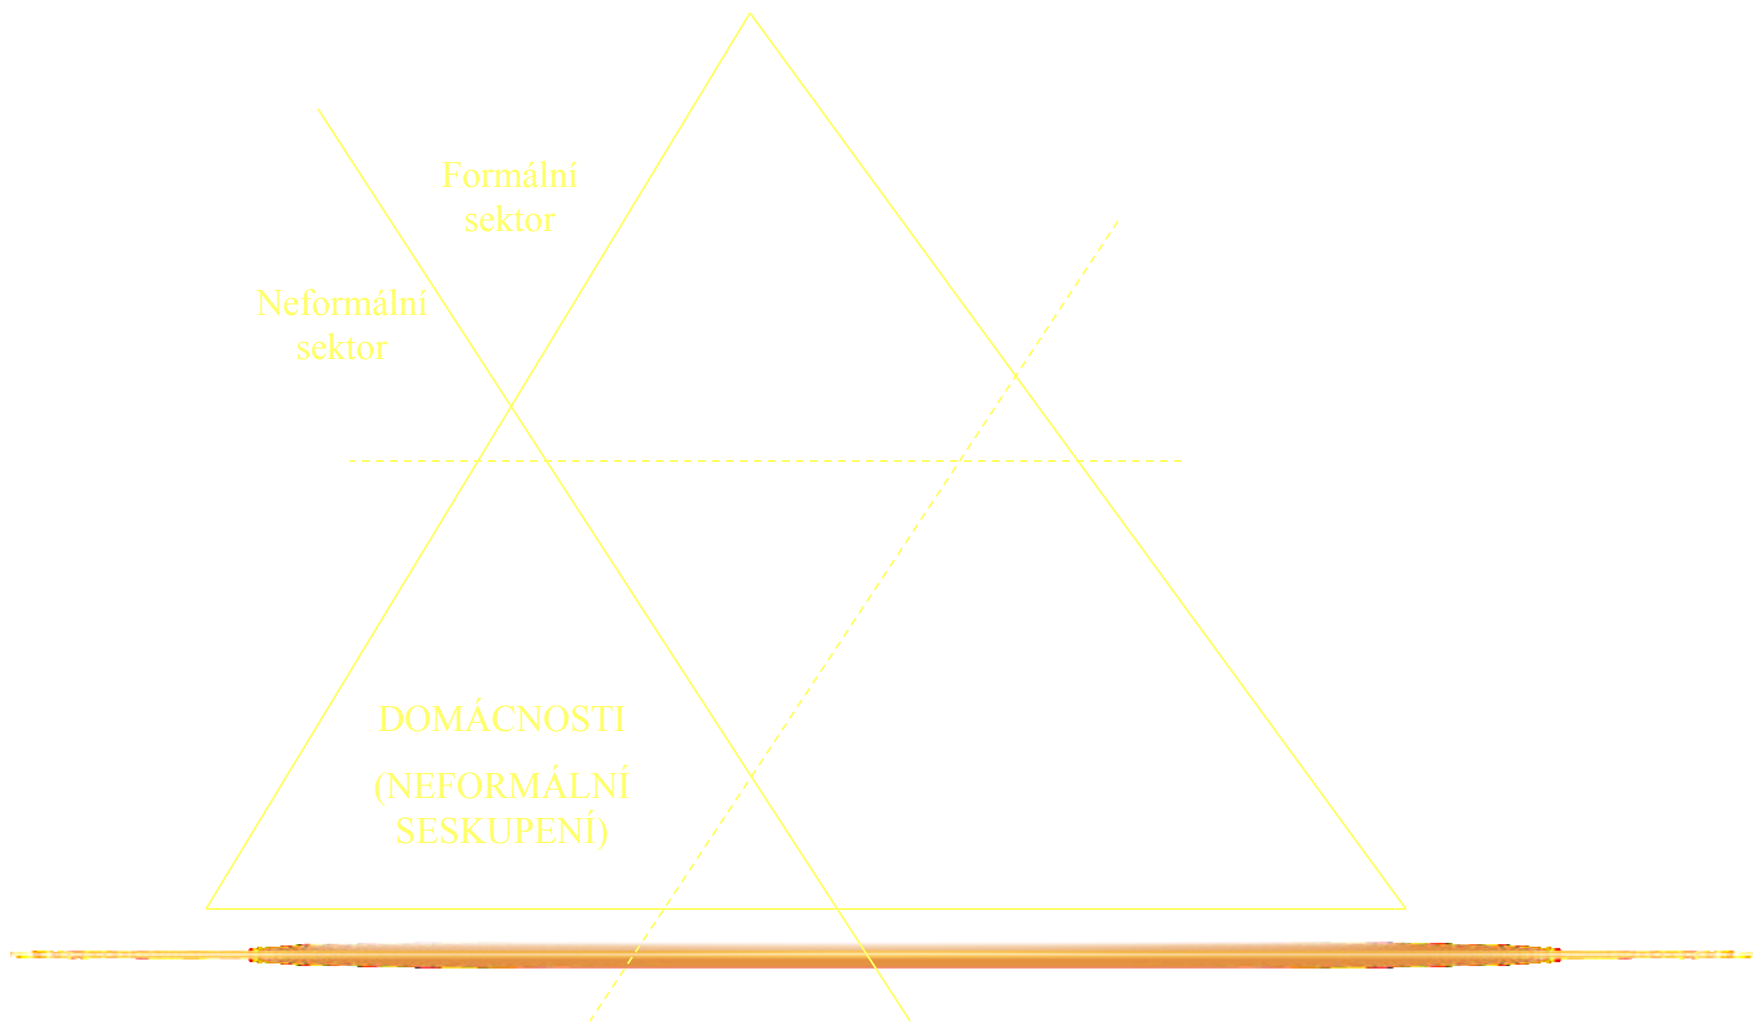 Formální
sektor
Neformální
sektor
DOMÁCNOSTI
(NEFORMÁLNÍ
SESKUPENÍ)